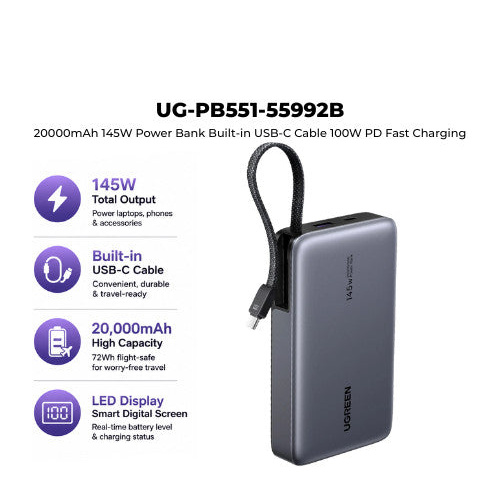 UG-PB551-55992B
20000mAh 145W Power Bank Built-in USB-C Cable 100W PD Fast Charging
145W
Total Output
Power laptops, phones
& accessories
Built-in
USB-C Cable
Convenient, durable
& travel-ready
20,000mAh
High Capacity
72Wh flight-safe
for worry-free travel
LED Display
Smart Digital Screen
Real-time battery level
& charging status
100
145W
UGREEN